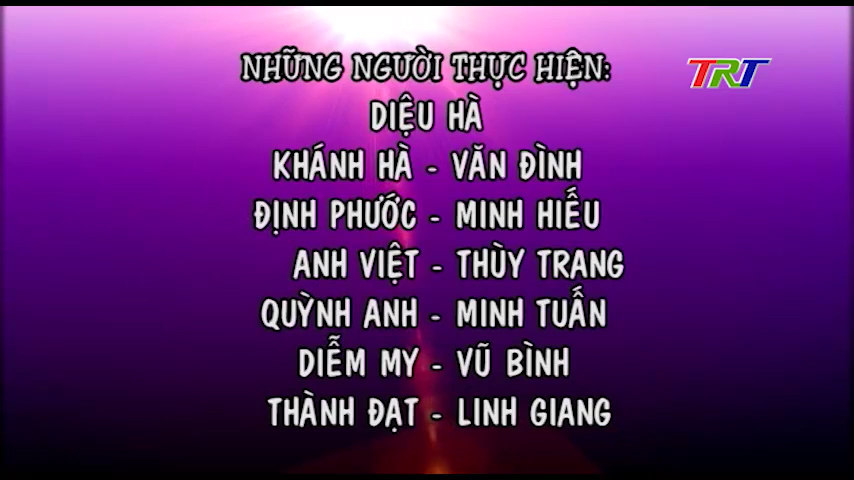 NHỮNG NGƯỜI THỰC HIỆN:
TRT
DIỆU HÀ
KHÁNH HÀ - VĂN ĐÌNH
ĐỊNH PHƯỚC - MINH HIẾU
ANH VIỆT - THÙY TRANG
QUỲNH ANH - MINH TUẤN
DIỄM MY - VŨ BÌNH
THÀNH ĐẠT - LINH GIANG